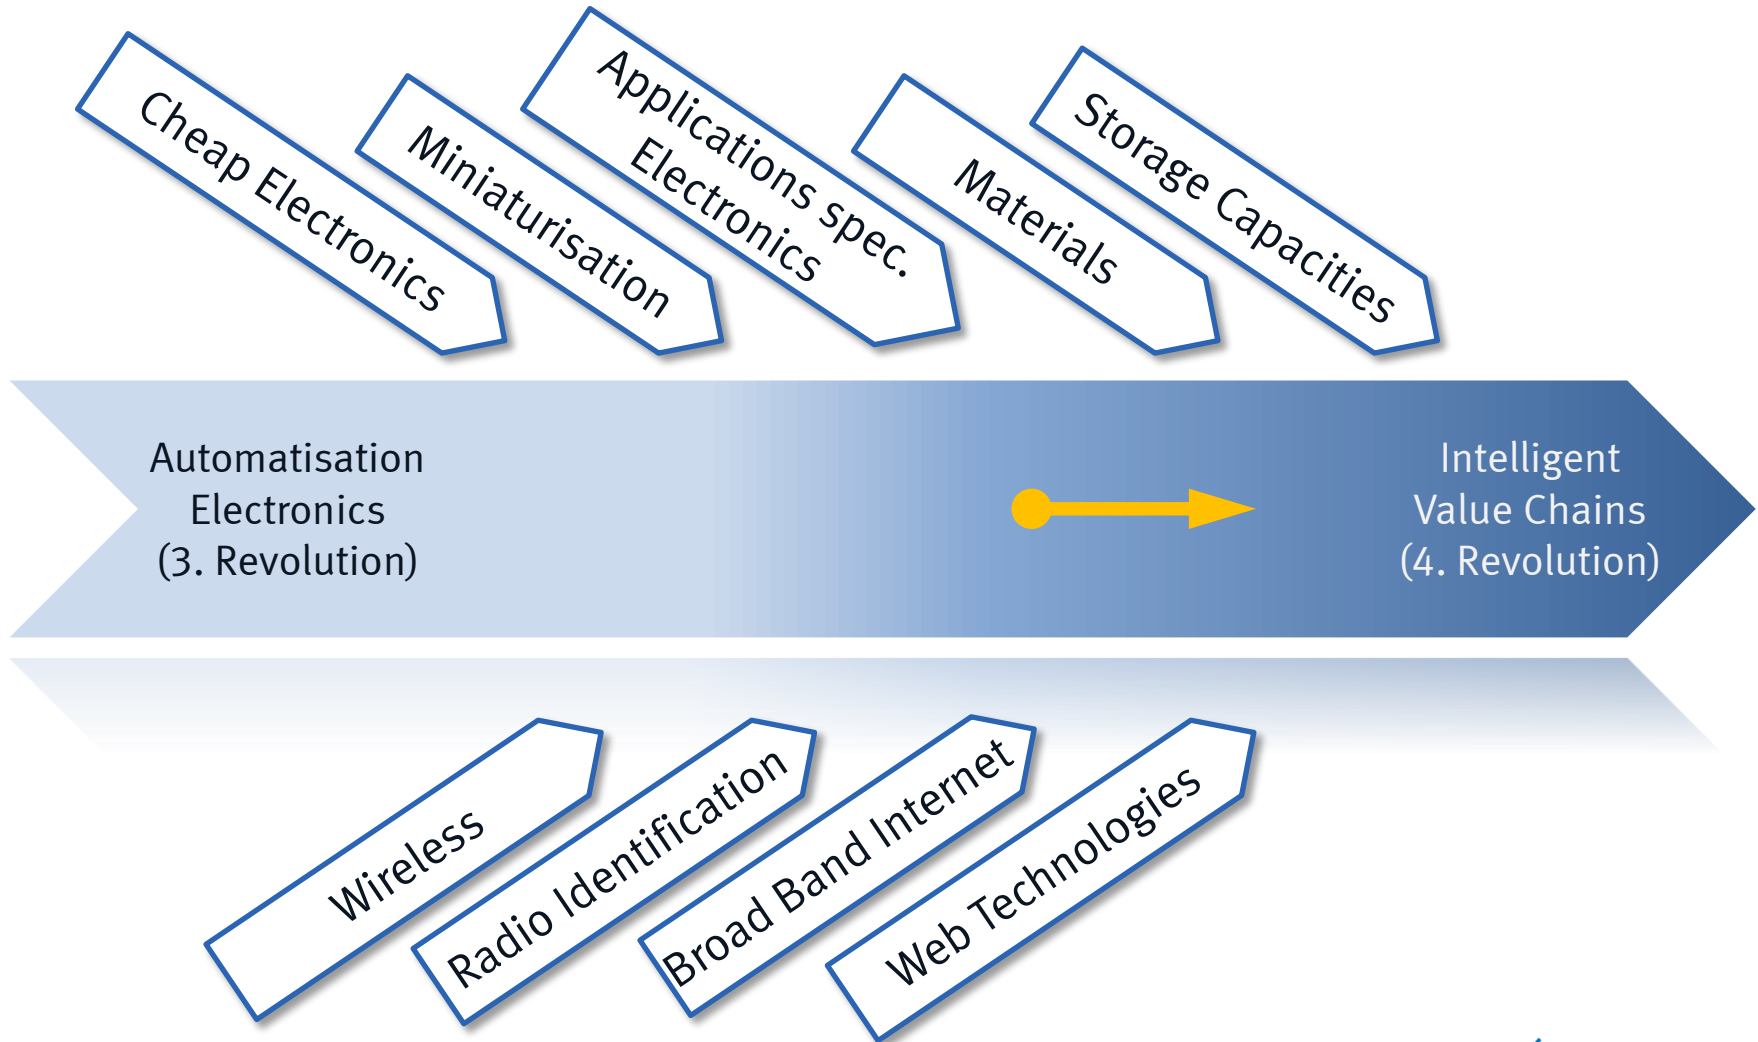 Cheap Electronics
Miniaturisation
Applications spec.
Electronics
Materials
Storage Capacities
Automatisation
Electronics
(3. Revolution)
Intelligent
Value Chains
(4. Revolution)
Wireless
Radio Identification
Broad Band Internet
Web Technologies